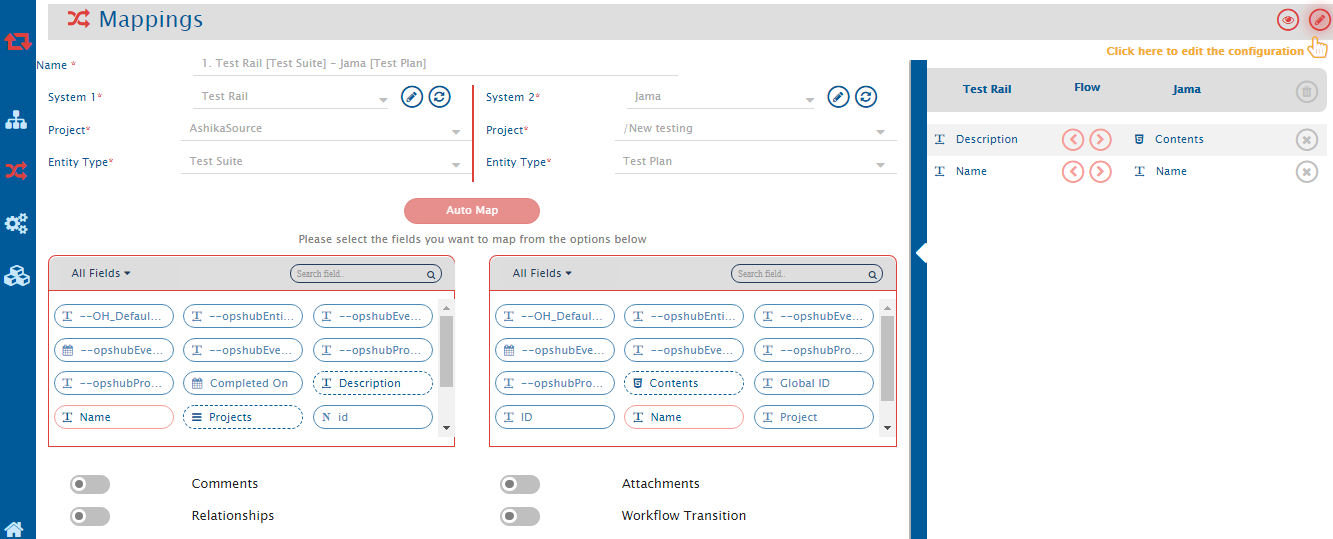 Mappings
Click here to edit the configuration
Name *
1. Test Rail [Test Suite] - Jama [Test Plan]
System 1*
Test Rail
System 2*
Jama
Project*
AshikaSource
Project*
/New testing
Entity Type*
Test Suite
Entity Type*
Test Plan
Auto Map
Please select the fields you want to map from the options below
All Fields
Search field..
--OH_Defaul...
--opshubEnti...
--opshubEve...
--opshubEve...
--opshubEve...
--opshubPro...
--opshubPro...
Completed On
Description
Name
Projects
id
All Fields
Search field..
--OH_Defaul...
--opshubEnti...
--opshubEve...
--opshubEve...
--opshubEve...
--opshubPro...
--opshubPro...
Contents
Global ID
ID
Name
Project
Comments
Attachments
Relationships
Workflow Transition
Test Rail
Flow
Jama
Description
Contents
Name
Name